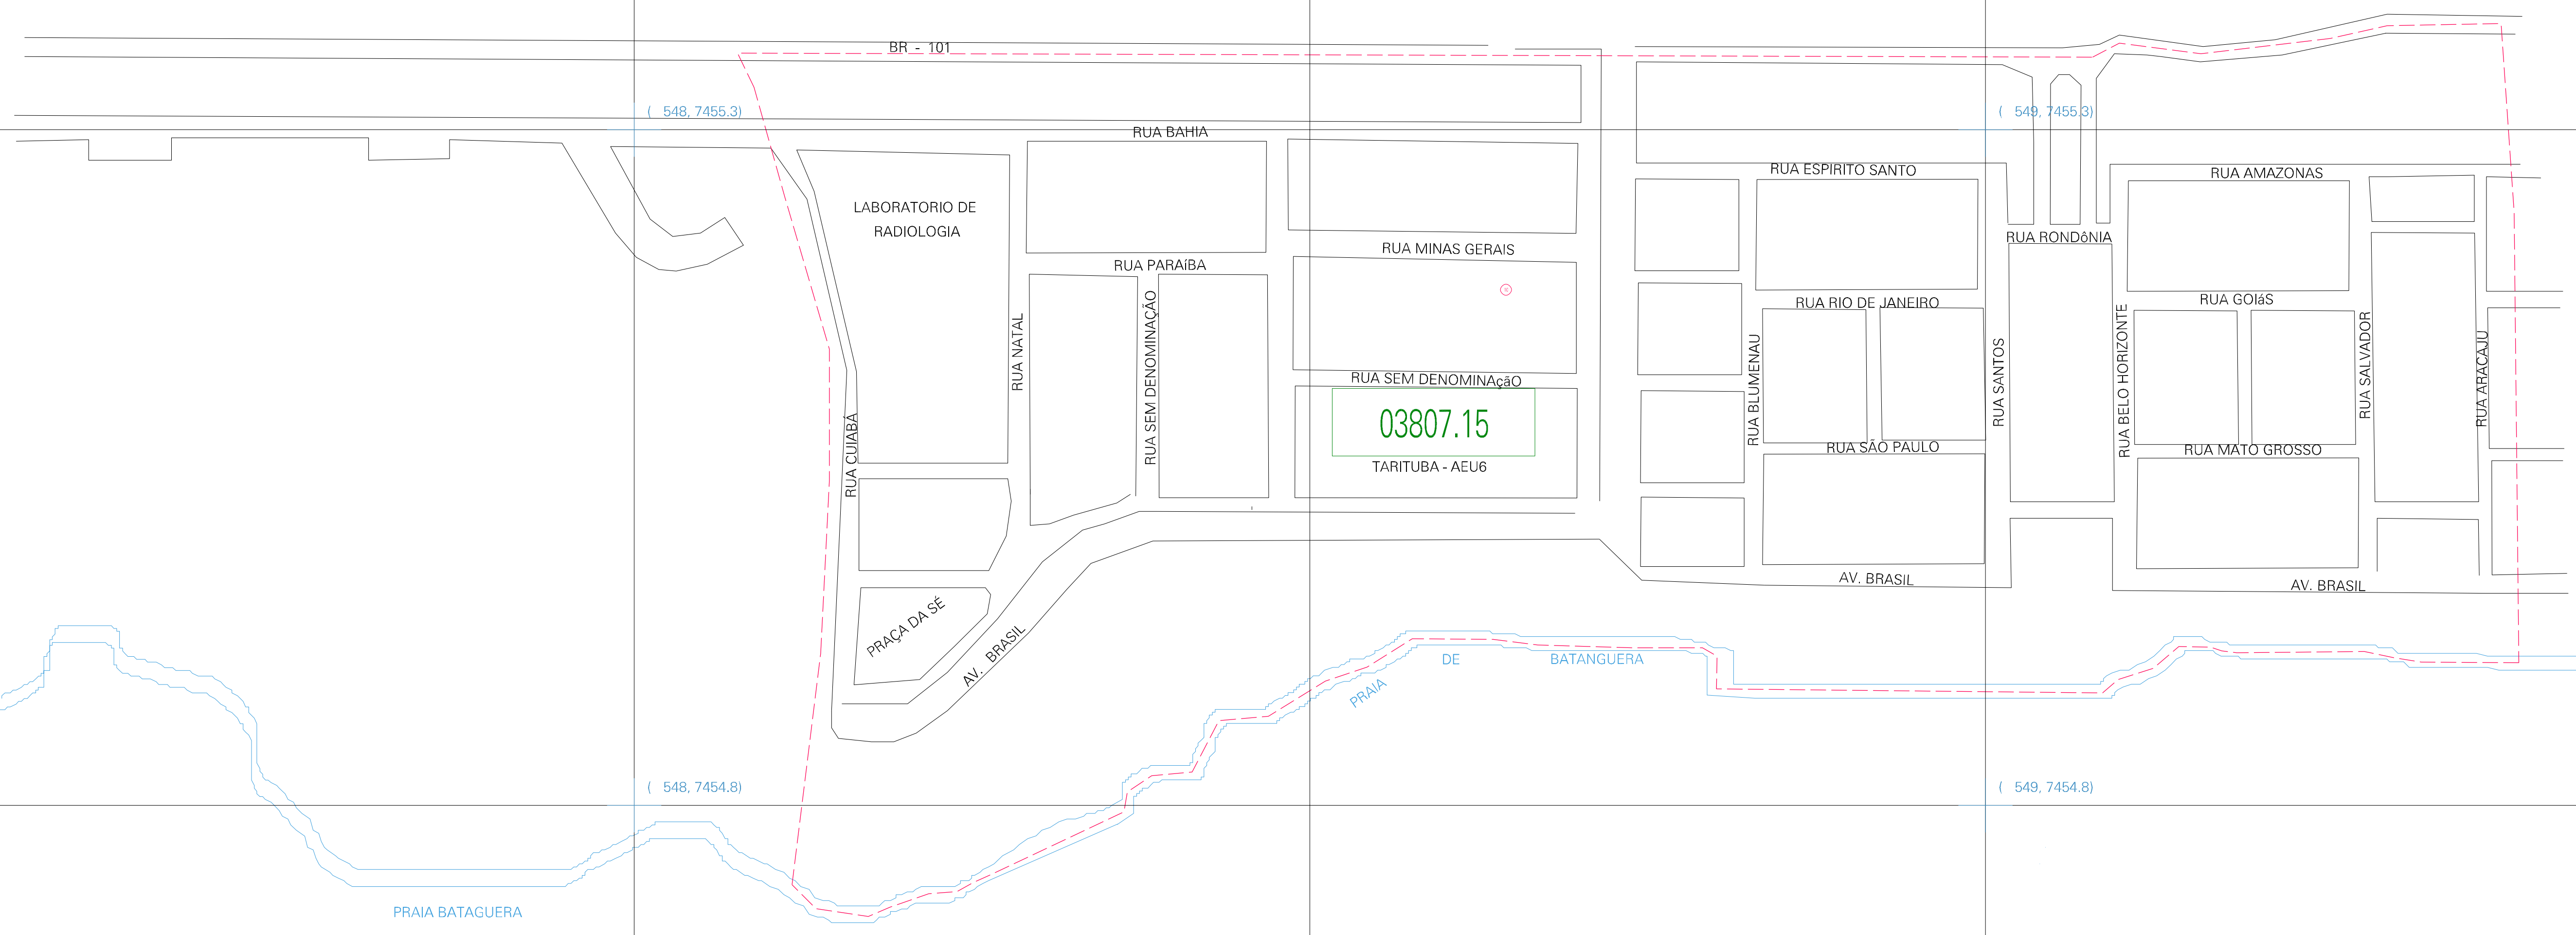 BR - 101
( 548, 7455.3)
( 549, 7455.3)
RUA BAHIA
RUA ESPIRITO SANTO
RUA AMAZONAS
LABORATORIO DE
RADIOLOGIA
RUA RONDôNIA
RUA MINAS GERAIS
RUA PARAíBA
RUA RIO DE JANEIRO
RUA GOIáS
RUA NATAL
RUA SEM DENOMINAÇÃO
RUA BLUMENAU
RUA SANTOS
RUA BELO HORIZONTE
RUA SALVADOR
RUA ARACAJU
RUA SEM DENOMINAçãO
03807.15
TARITUBA - AEU6
RUA CUIABÁ
RUA SÃO PAULO
RUA MATO GROSSO
AV. BRASIL
AV. BRASIL
PRAÇA DA SÉ
AV. BRASIL
PRAIA
DE
BATANGUERA
( 548, 7454.8)
( 549, 7454.8)
PRAIA BATAGUERA